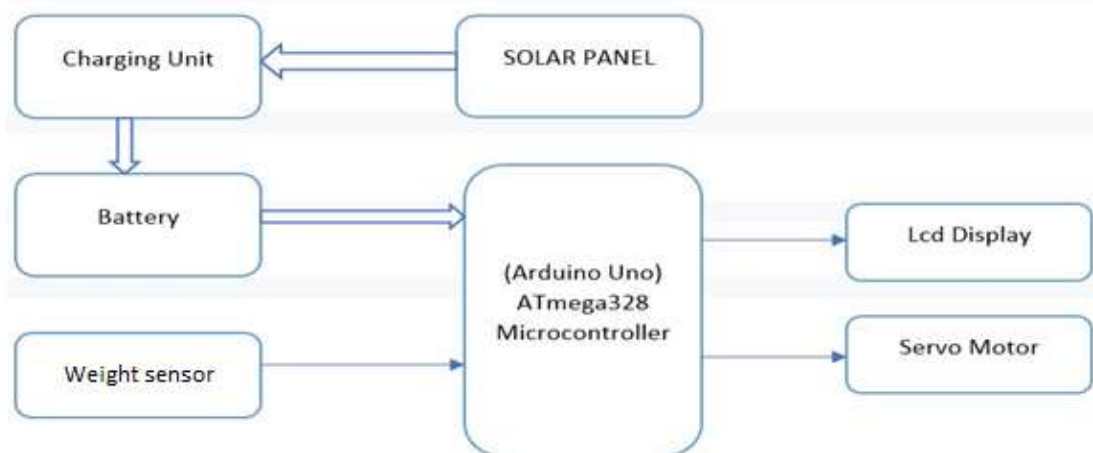 Charging Unit
SOLAR PANEL
Battery
(Arduino Uno)
ATmega328
Microcontroller
Lcd Display
Servo Motor
Weight sensor